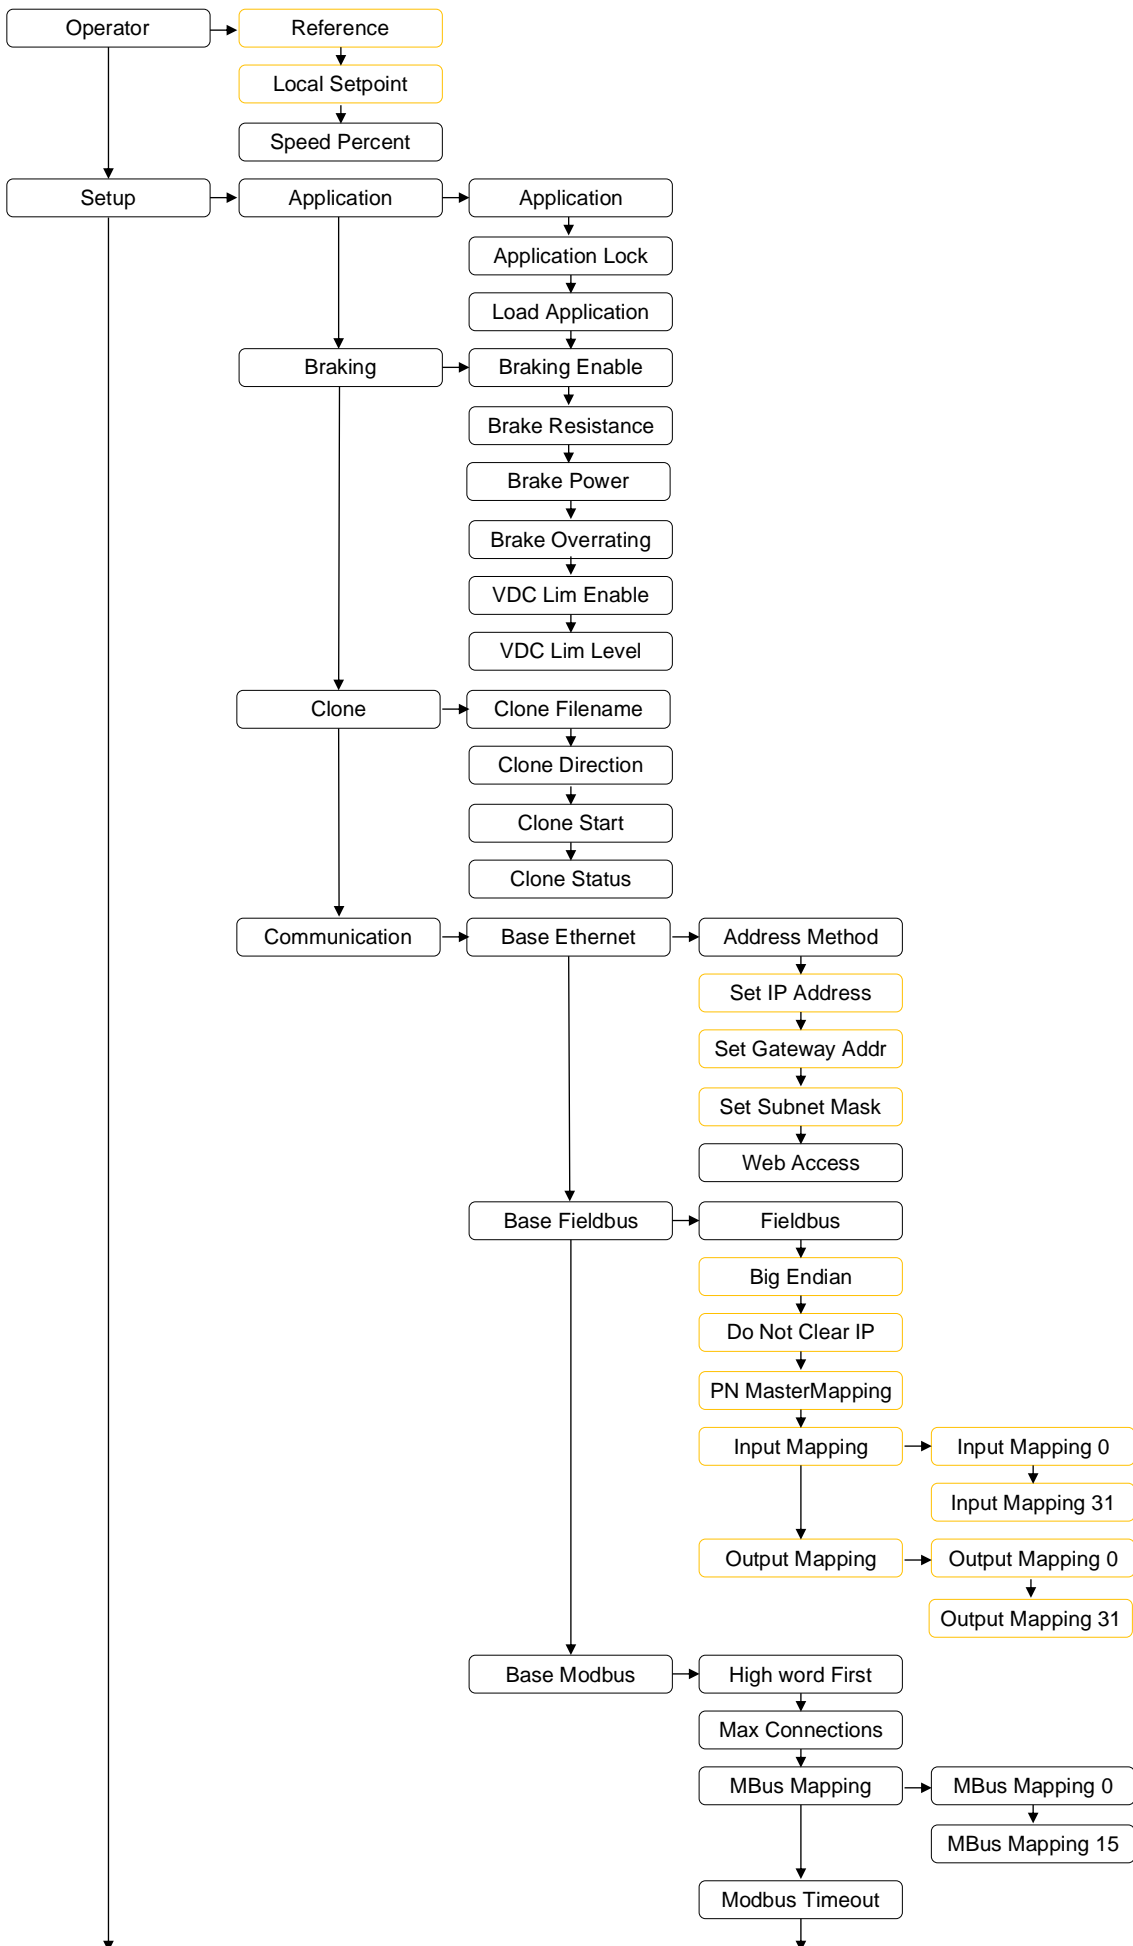 Operator
Reference
Local Setpoint
Speed Percent
Setup
Application
Application
Application Lock
Load Application
Braking
Braking Enable
Brake Resistance
Brake Power
Brake Overrating
VDC Lim Enable
VDC Lim Level
Clone
Clone Filename
Clone Direction
Clone Start
Clone Status
Communication
Base Ethernet
Address Method
Set IP Address
Set Gateway Addr
Set Subnet Mask
Web Access
Base Fieldbus
Fieldbus
Big Endian
Do Not Clear IP
PN MasterMapping
Input Mapping
Input Mapping 0
Input Mapping 31
Output Mapping
Output Mapping 0
Output Mapping 31
Base Modbus
High word First
Max Connections
MBus Mapping
MBus Mapping 0
MBus Mapping 15
Modbus Timeout